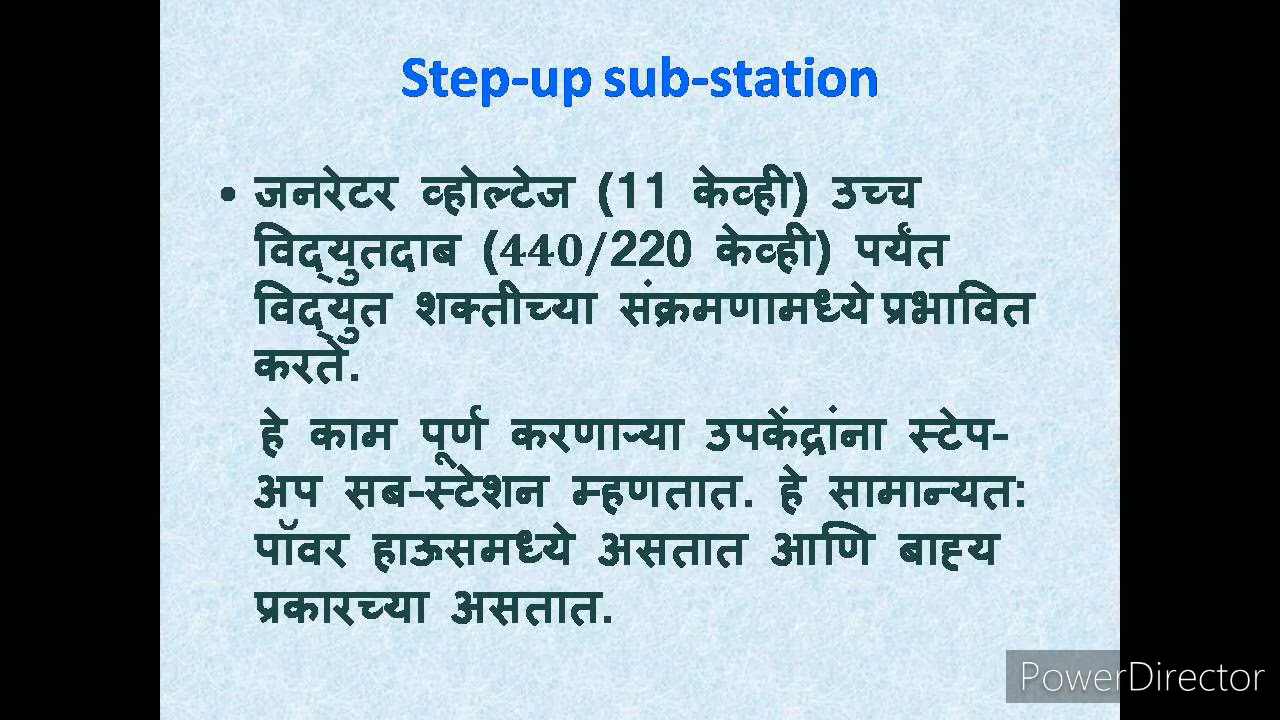 Step-up sub-station
• जनरेटर व्होल्टेज (11 केव्ही) उच्च
विद्‌युतदाब (440/220 केव्ही) पर्यंत
विद्‌युत शक्तीच्या संक्रमणामध्ये प्रभावित
करते.
हे काम पूर्ण करणाऱ्या उपकेंद्रांना स्टेप-
अप सब-स्टेशन म्हणतात. हे सामान्यत:
पॉवर हाऊसमध्ये असतात आणि बाह्य
प्रकारच्या असतात.
PowerDirector